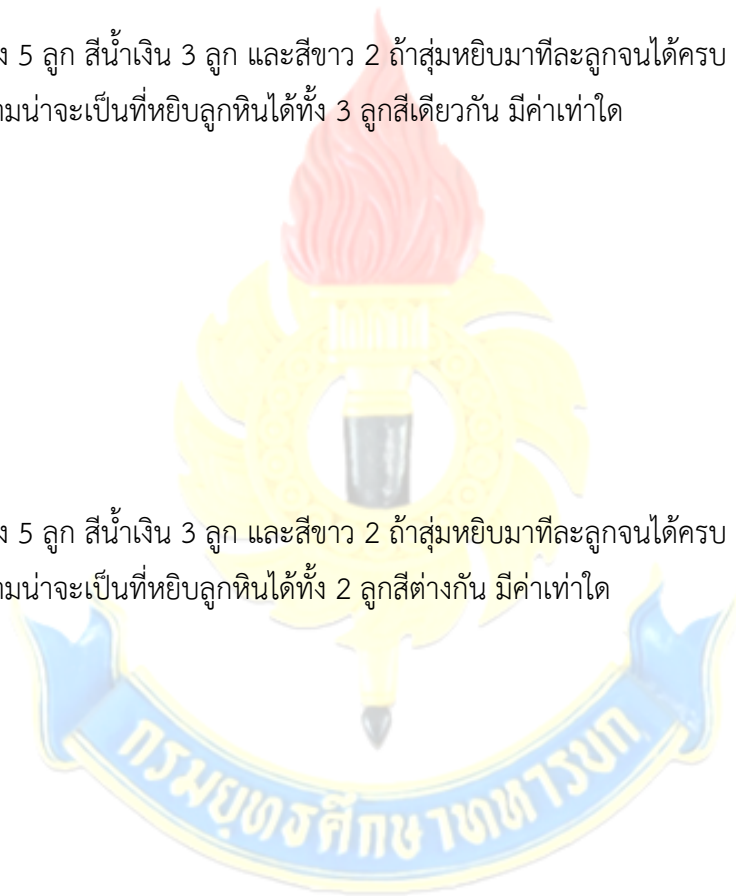 5 ลูก สีน้ำเงิน 3 ลูก และสีขาว 2 ถ้าสุ่มหยิบมาทีละลูกจนได้ครบ
น่าจะเป็นที่หยิบลูกหินได้ทั้ง 3 ลูกสีเดียวกัน มีค่าเท่าใด
5 ลูก สีน้ำเงิน 3 ลูก และสีขาว 2 ถ้าสุ่มหยิบมาทีละลูกจนได้ครบ
น่าจะเป็นที่หยิบลูกหินได้ทั้ง 2 ลูกสีต่างกัน มีค่าเท่าใด
กรมยุทธศึกษาทหารบก